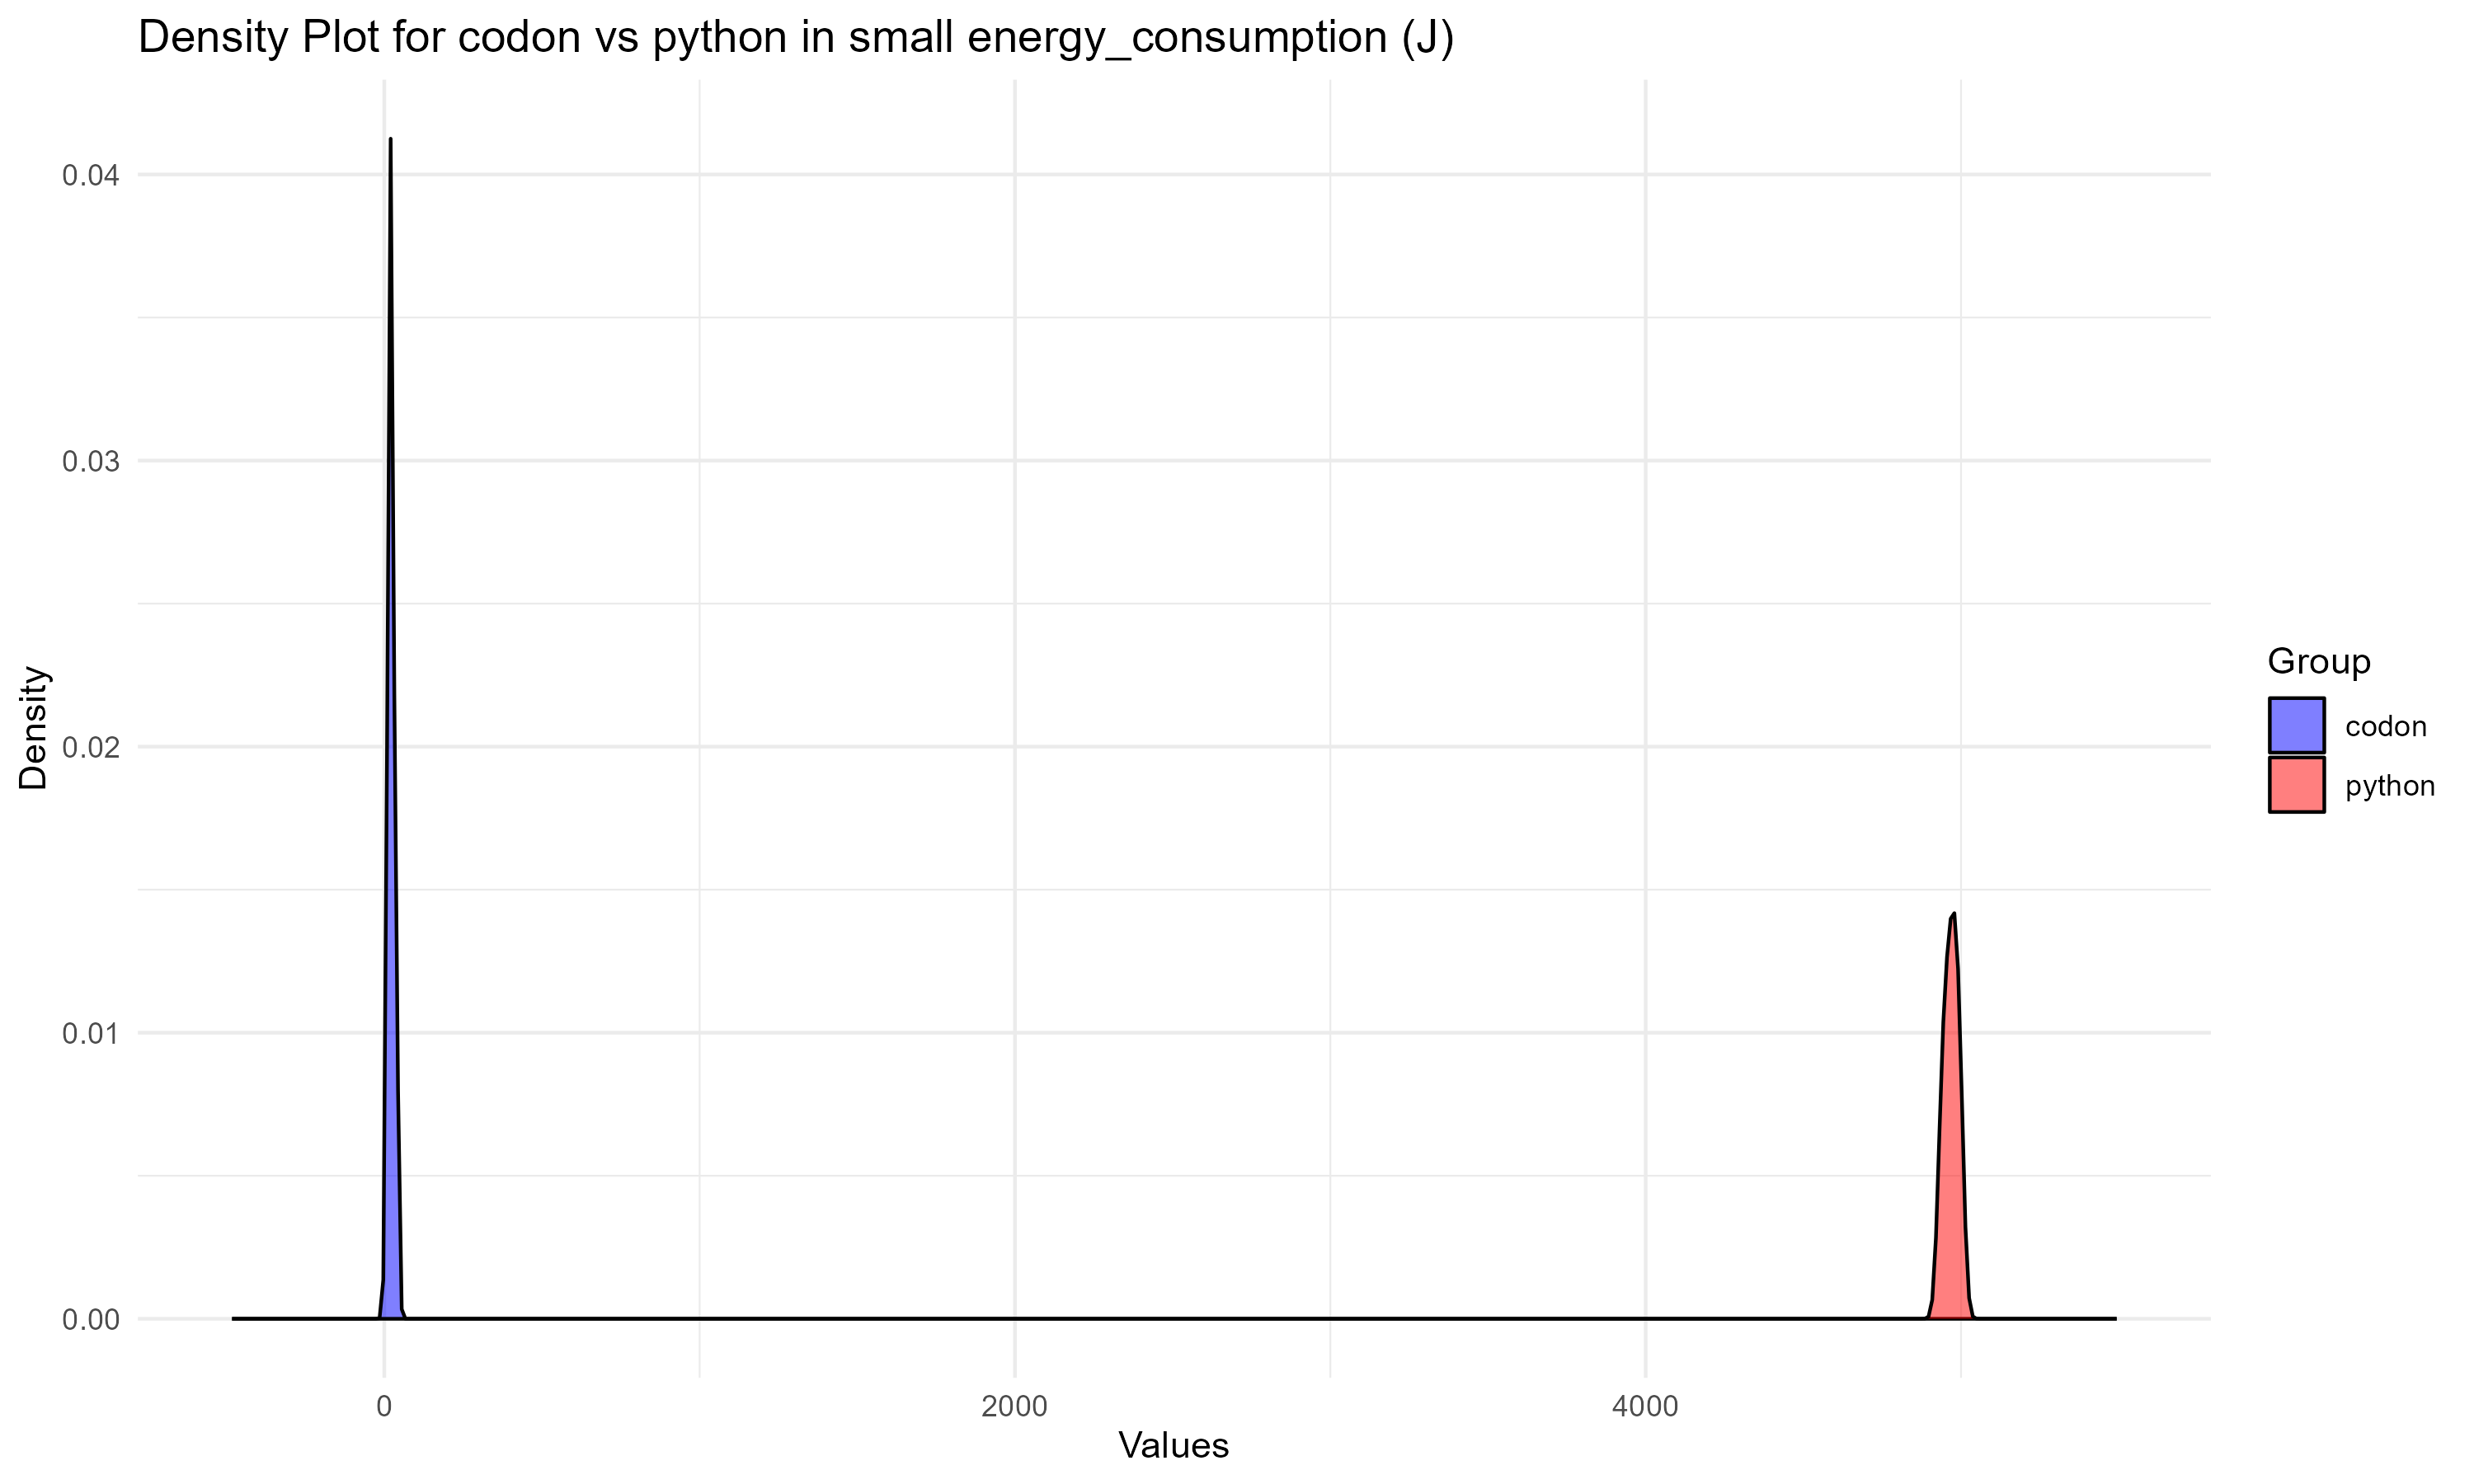 Density Plot for codon vs python in small energy_consumption (J)
0.04
0.03
0.02
0.01
0.00
Density
0
2000
4000
Values
Group
codon
python